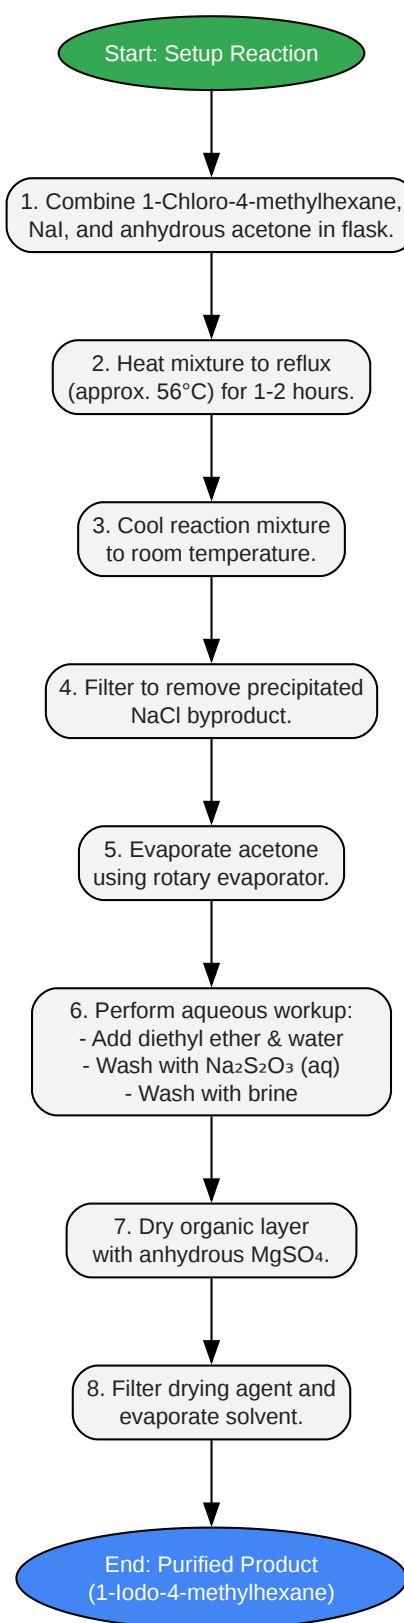 Start: Setup Reaction
1. Combine 1-Chloro-4-methylhexane,
NaI, and anhydrous acetone in flask.
2. Heat mixture to reflux
(approx. 56°C) for 1-2 hours.
3. Cool reaction mixture
to room temperature.
4. Filter to remove precipitated
NaCl byproduct.
5. Evaporate acetone
using rotary evaporator.
6. Perform aqueous workup:
- Add diethyl ether & water
- Wash with Na₂S₂O₃ (aq)
- Wash with brine
7. Dry organic layer
with anhydrous MgSO₄.
8. Filter drying agent and
evaporate solvent.
End: Purified Product
(1-Iodo-4-methylhexane)